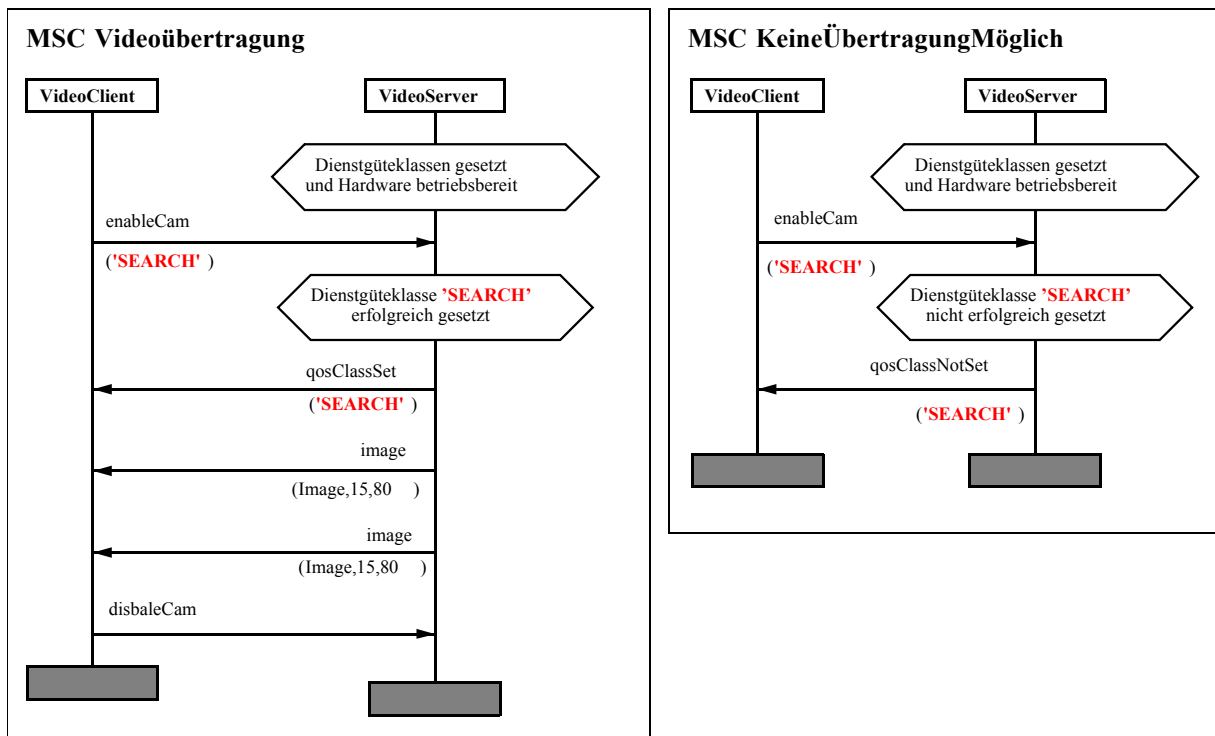 MSC Videoübertragung
VideoClient
VideoServer
Dienstgüteklassen gesetzt
und Hardware betriebsbereit
enableCam
('SEARCH' )
Dienstgüteklasse ’SEARCH’
erfolgreich gesetzt
qosClassSet
('SEARCH' )
image
(Image,15,80 )
image
(Image,15,80 )
disbaleCam
MSC KeineÜbertragungMöglich
VideoClient
VideoServer
Dienstgüteklassen gesetzt
und Hardware betriebsbereit
enableCam
('SEARCH' )
Dienstgüteklasse ’SEARCH’
nicht erfolgreich gesetzt
qosClassNotSet
('SEARCH' )